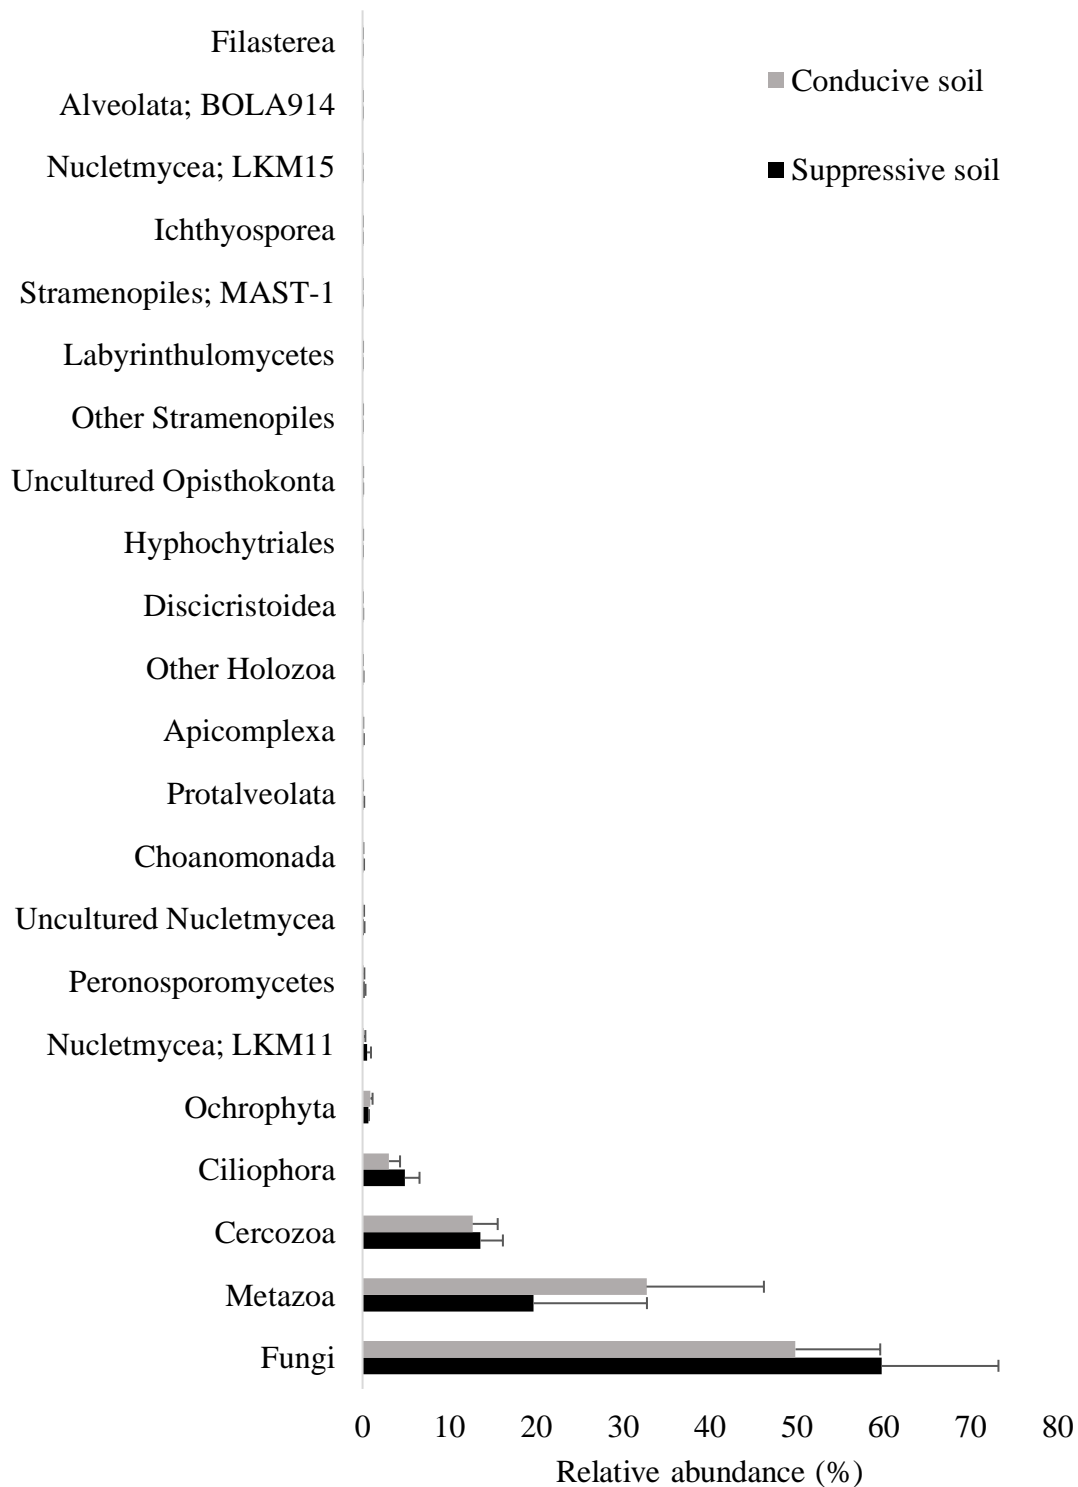 Filasterea
Alveolata; BOLA914
Nucletmycea; LKM15
Ichthyosporea
Stramenopiles; MAST-1
Labyrinthulomycetes
Other Stramenopiles
Uncultured Opisthokonta
Hyphochytriales
Discicristoidea
Other Holozoa
Apicomplexa
Protalveolata
Choanomonada
Uncultured Nucletmycea
Peronosporomycetes
Nucletmycea; LKM11
Ochrophyta
Ciliophora
Cercozoa
Metazoa
Fungi
Conducive soil
Suppressive soil
0 10 20 30 40 50 60 70 80
Relative abundance (%)